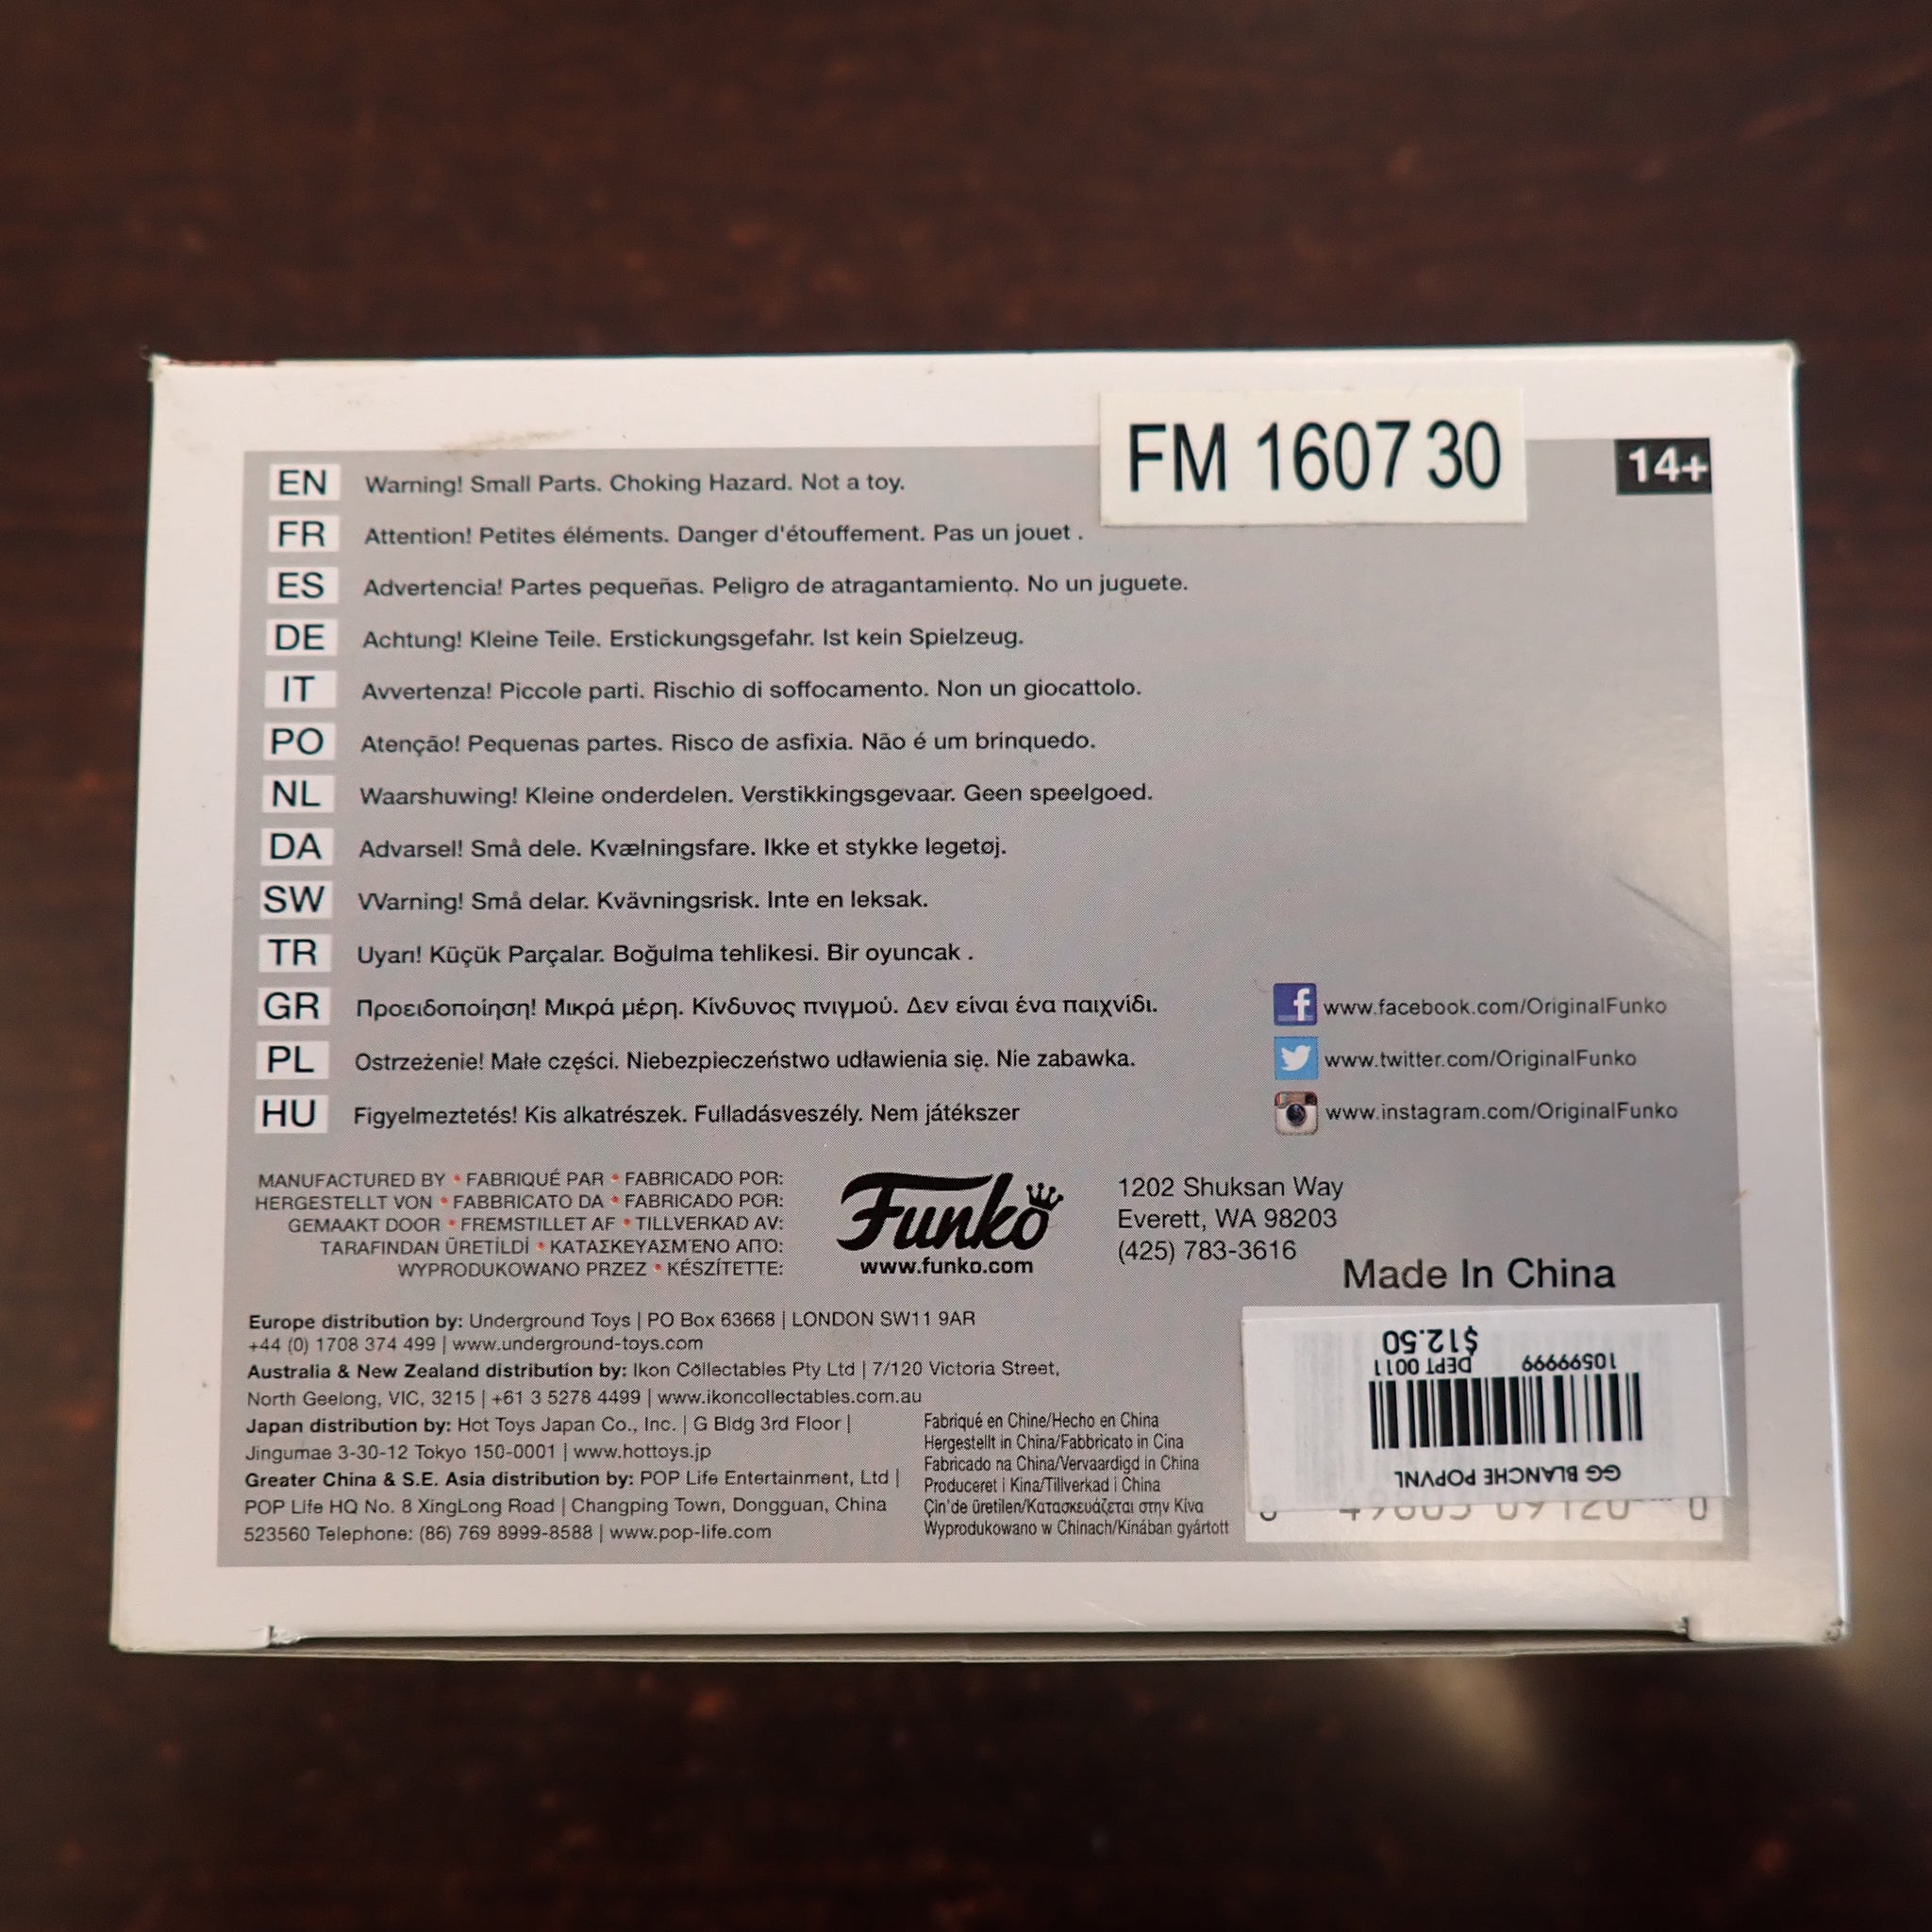 FM 160730
14+
EN Warning! Small Parts. Choking Hazard. Not a toy.
FR Attention! Petites éléments. Danger d'étouffement. Pas un jouet .
ES Advertencia! Partes pequeñas. Peligro de atragantamiento. No un juguete.
DE Achtung! Kleine Teile. Erstickungsgefahr. Ist kein Spielzeug.
IT Avvertenza! Piccole parti. Rischio di soffocamento. Non un giocattolo.
PO Atenção! Pequenas partes. Risco de asfixia. Não é um brinquedo.
NL Waarshuwing! Kleine onderdelen. Verstikkingsgevaar. Geen speelgoed.
DA Advarsel! Små dele. Kvælningsfare. Ikke et stykke legetøj.
SW Warning! Små delar. Kvävningsrisk. Inte en leksak.
TR Uyarı! Küçük Parçalar. Boğulma tehlikesi. Bir oyuncak .
GR Προειδοποίηση! Μικρά μέρη. Κίνδυνος πνιγμού. Δεν είναι ένα παιχνίδι.
PL Ostrzeżenie! Małe części. Niebezpieczeństwo udławienia się. Nie zabawka.
HU Figyelmeztetés! Kis alkatrészek. Fulladásveszély. Nem játékszer
www.facebook.com/OriginalFunko
www.twitter.com/OriginalFunko
www.instagram.com/OriginalFunko
MANUFACTURED BY • FABRIQUÉ PAR • FABRICADO POR:
HERGESTELLT VON • FABBRICATO DA • FABRICADO POR:
GEMAAKT DOOR • FREMSTILLET AF • TILLVERKAD AV:
TARAFINDAN ÜRETİLDİ • ΚΑΤΑΣΚΕΥΑΣΜΈΝΟ ΑΠΌ:
WYPRODUKOWANO PRZEZ • KÉSZÍTETTE:
Funko
www.funko.com
1202 Shuksan Way
Everett, WA 98203
(425) 783-3616
Made In China
Europe distribution by: Underground Toys | PO Box 63668 | LONDON SW11 9AR
+44 (0) 1708 374 499 | www.underground-toys.com
Australia & New Zealand distribution by: Ikon Collectables Pty Ltd | 7/120 Victoria Street,
North Geelong, VIC, 3215 | +61 3 5278 4499 | www.ikoncollectables.com.au
Japan distribution by: Hot Toys Japan Co., Inc. | G Bldg 3rd Floor |
Jingumae 3-30-12 Tokyo 150-0001 | www.hottoys.jp
Greater China & S.E. Asia distribution by: POP Life Entertainment, Ltd |
POP Life HQ No. 8 XingLong Road | Changping Town, Dongguan, China
523560 Telephone: (86) 769 8999-8588 | www.pop-life.com
Fabriqué en Chine/Hecho en China
Hergestellt in China/Fabbricato in Cina
Fabricado na China/Vervaardigd in China
Produceret i Kina/Tillverkad i China
Çin'de üretilen/Κατασκευάζεται στην Κίνα
Wyprodukowano w Chinach/Kínában gyártott
GG BLANCHE POPVNL
10599999 DEPT 0011
$12.50